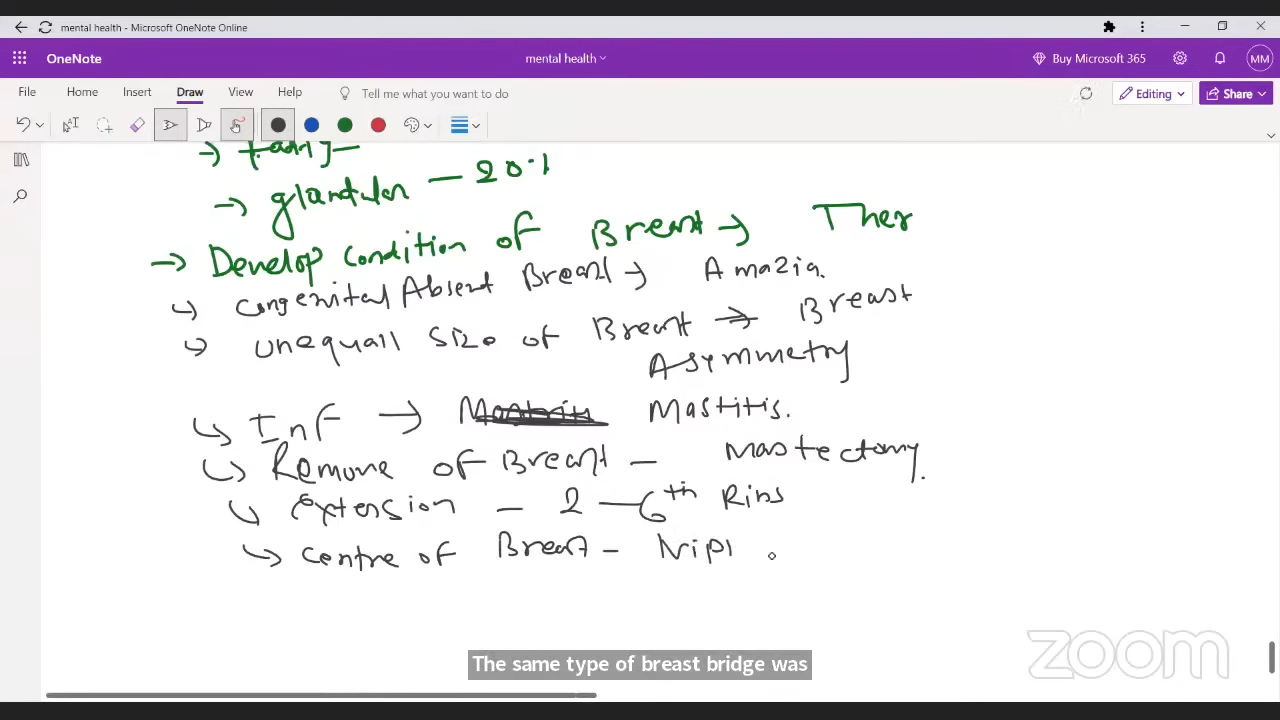 mental health - Microsoft OneNote Online
OneNote
mental health
Buy Microsoft 365
MM
File Home Insert Draw View Help Tell me what you want to do
Editing
Share
→ glandular — 20%
→ Develop condition of Breast → Ther
↳ Congenital Absent Breast → Amazia.
↳ unequall size of Breast → Breast
Asymmetry
↳ Inf → Mastitis.
↳ Remove of Breast — mastectomy.
↳ extension — 2 — 6th Ribs
↳ centre of Breast — Nipl
The same type of breast bridge was
zoom